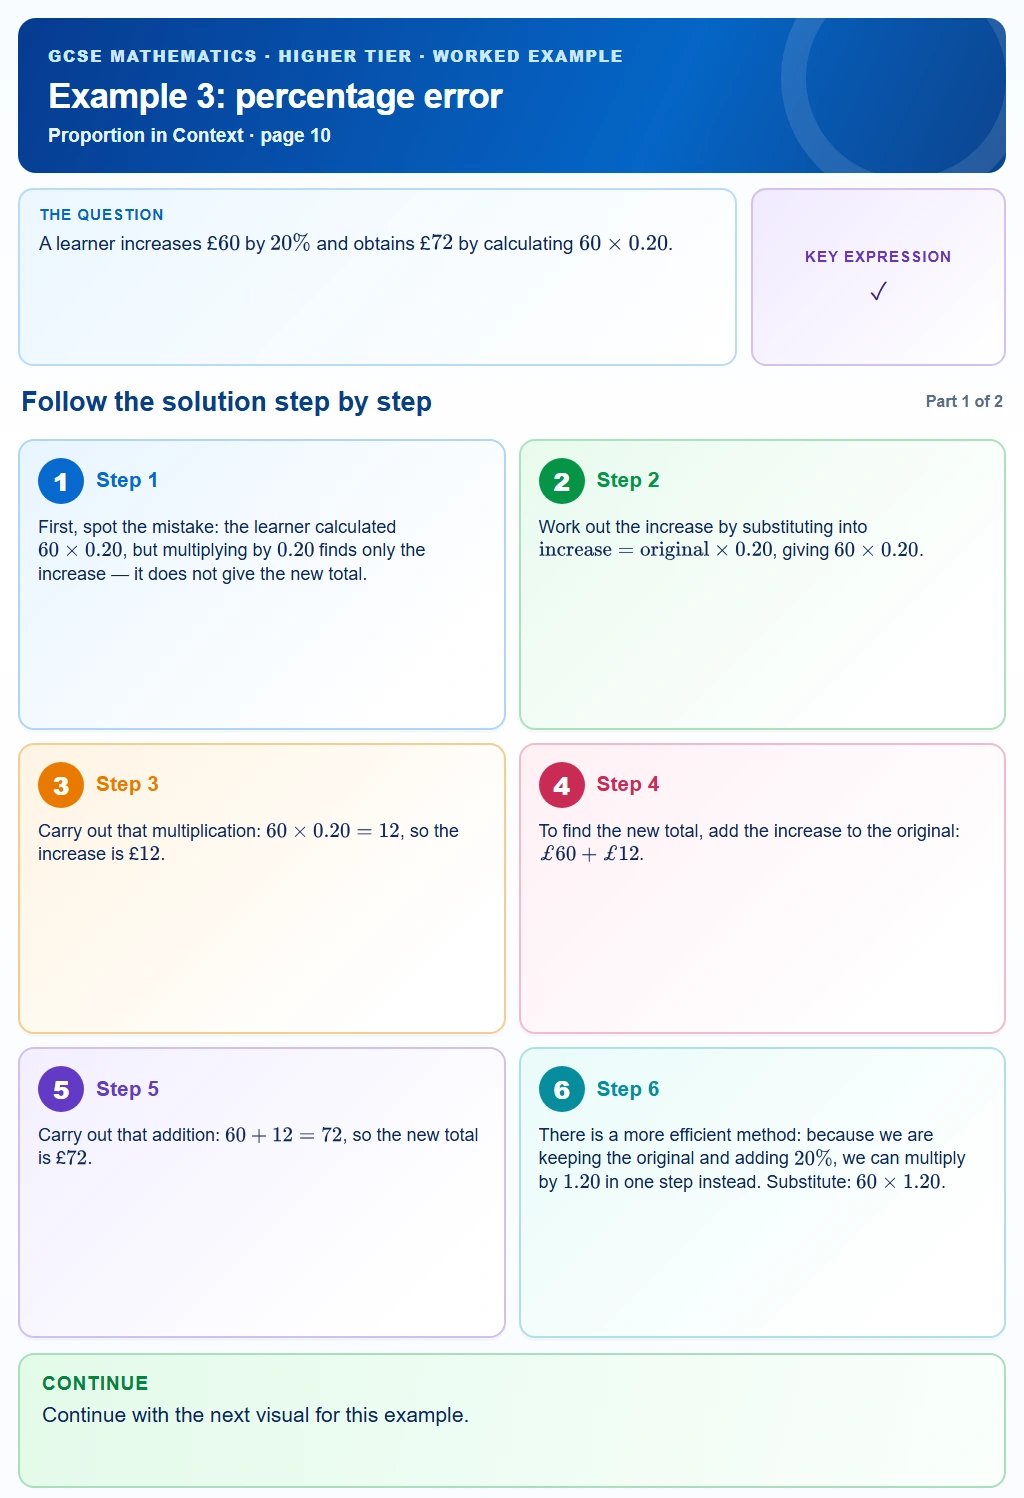 GCSE MATHEMATICS · HIGHER TIER · WORKED EXAMPLE
Example 3: percentage error
Proportion in Context · page 10
THE QUESTION
A learner increases £60 by 20% and obtains £72 by calculating 60 × 0.20.
KEY EXPRESSION
✓
Follow the solution step by step
Part 1 of 2
1 Step 1
First, spot the mistake: the learner calculated
60 × 0.20, but multiplying by 0.20 finds only the
increase — it does not give the new total.
2 Step 2
Work out the increase by substituting into
increase = original × 0.20, giving 60 × 0.20.
3 Step 3
Carry out that multiplication: 60 × 0.20 = 12, so the
increase is £12.
4 Step 4
To find the new total, add the increase to the original:
£60 + £12.
5 Step 5
Carry out that addition: 60 + 12 = 72, so the new total
is £72.
6 Step 6
There is a more efficient method: because we are
keeping the original and adding 20%, we can multiply
by 1.20 in one step instead. Substitute: 60 × 1.20.
CONTINUE
Continue with the next visual for this example.